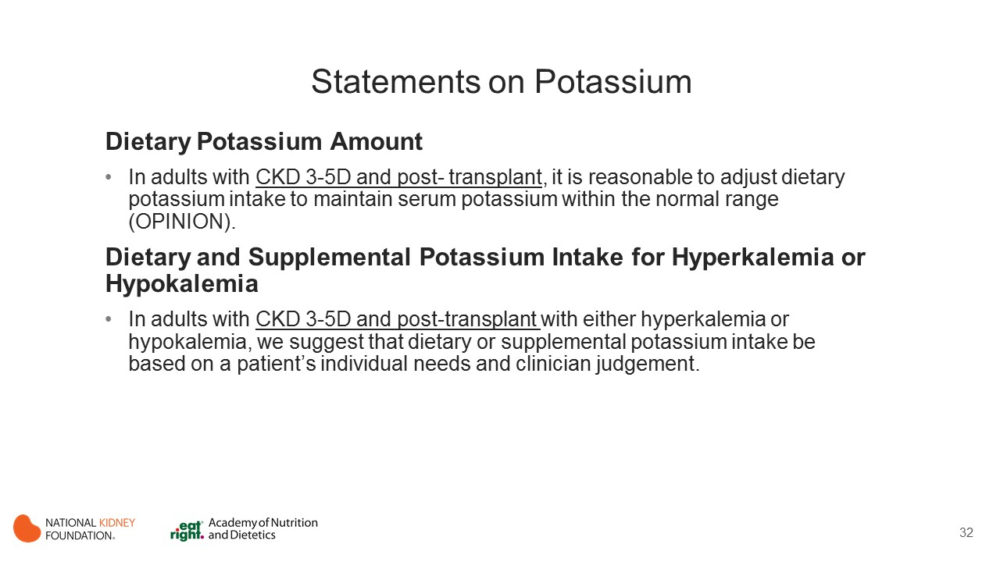 Statements on Potassium
Dietary Potassium Amount
• In adults with CKD 3-5D and post- transplant, it is reasonable to adjust dietary
potassium intake to maintain serum potassium within the normal range
(OPINION).
Dietary and Supplemental Potassium Intake for Hyperkalemia or
Hypokalemia
• In adults with CKD 3-5D and post-transplant with either hyperkalemia or
hypokalemia, we suggest that dietary or supplemental potassium intake be
based on a patient’s individual needs and clinician judgement.
NATIONAL KIDNEY
FOUNDATION®
eat
right.
Academy of Nutrition
and Dietetics
32